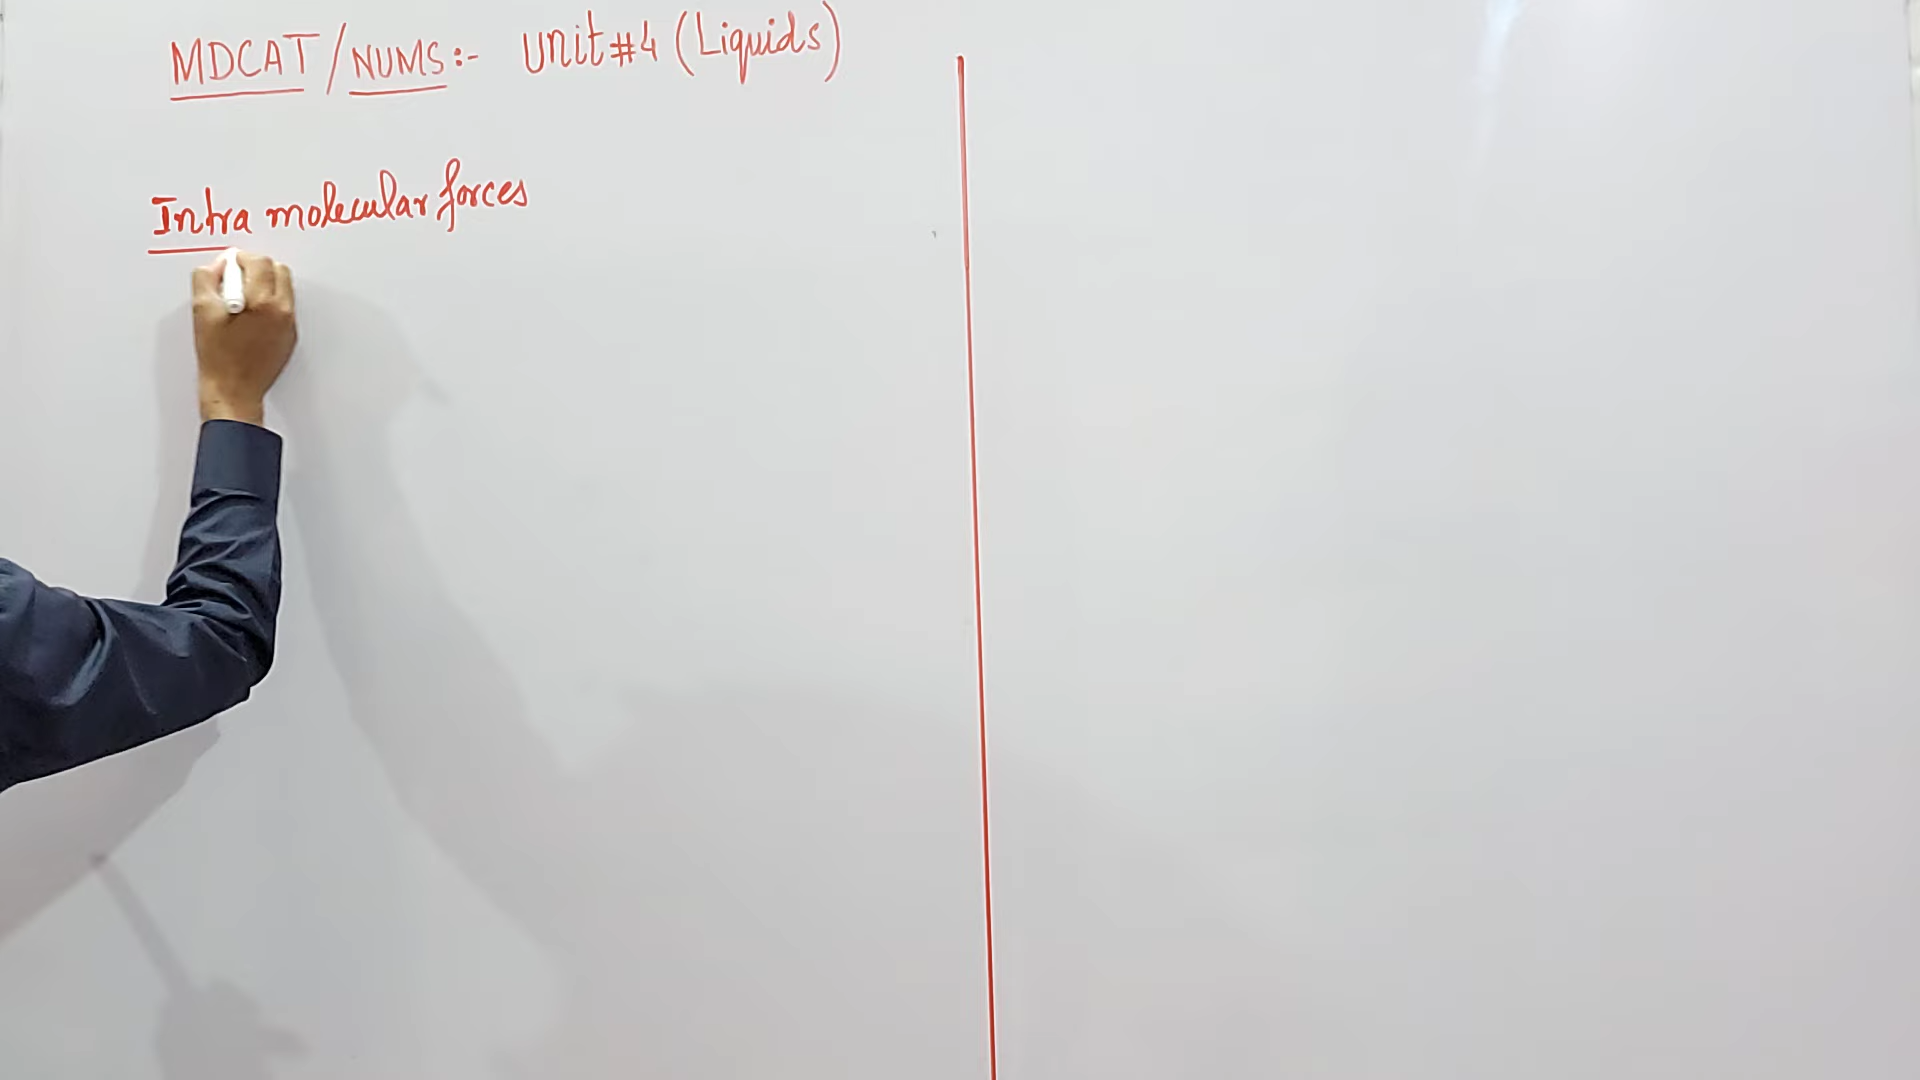 MDCAT/NUMS:- Unit#4 (Liquids)
Intra molecular forces